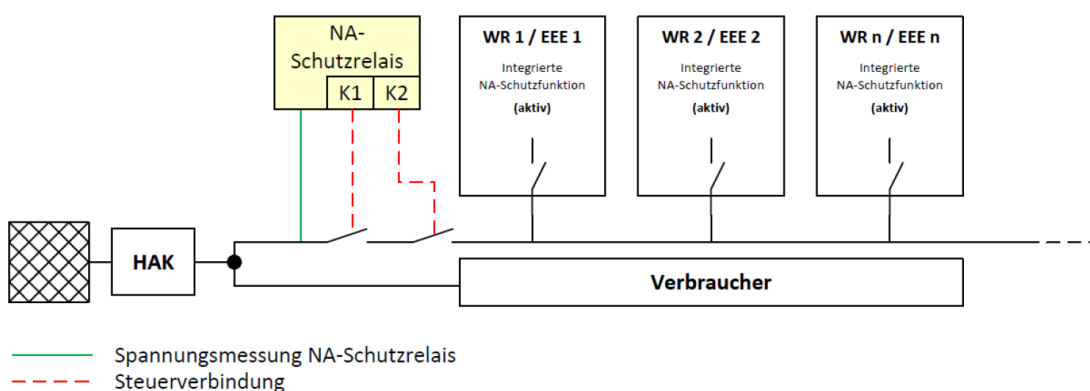 NA-
Schutzrelais
K1 K2
WR 1 / EEE 1
Integrierte
NA-Schutzfunktion
(aktiv)
WR 2 / EEE 2
Integrierte
NA-Schutzfunktion
(aktiv)
WR n / EEE n
Integrierte
NA-Schutzfunktion
(aktiv)
HAK
Verbraucher
Spannungsmessung NA-Schutzrelais
Steuerverbindung